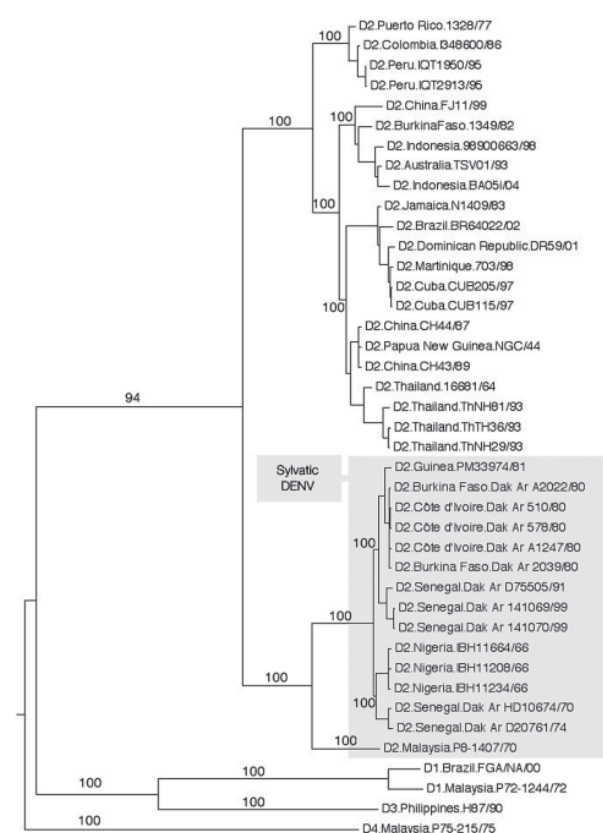 100
D2.Puerto Rico.1328/77
D2.Colombia.I348600/86
D2.Peru.IQT1950/95
D2.Peru.IQT2913/95
100
100
D2.China.FJ11/99
D2.BurkinaFaso.1349/82
D2.Indonesia.98900663/98
D2.Australia.TSV01/93
D2.Indonesia.BA05i/04
100
D2.Jamaica.N1409/83
D2.Brazil.BR64022/02
D2.Dominican Republic.DR59/01
D2.Martinique.703/98
D2.Cuba.CUB205/97
D2.Cuba.CUB115/97
100
D2.China.CH44/87
D2.Papua New Guinea.NGC/44
D2.China.CH43/89
D2.Thailand.16681/64
94
D2.Thailand.ThNH81/93
D2.Thailand.ThTH36/93
D2.Thailand.ThNH29/93
Sylvatic
DENV
D2.Guinea.PM33974/81
D2.Burkina Faso.Dak Ar A2022/80
D2.Côte d'Ivoire.Dak Ar 510/80
D2.Côte d'Ivoire.Dak Ar 578/80
100
D2.Côte d'Ivoire.Dak Ar A1247/80
D2.Burkina Faso.Dak Ar 2039/80
D2.Senegal.Dak Ar D75505/91
D2.Senegal.Dak Ar 141069/99
100
D2.Senegal.Dak Ar 141070/99
D2.Nigeria.IBH11664/66
D2.Nigeria.IBH11208/66
100
D2.Nigeria.IBH11234/66
100
D2.Senegal.Dak Ar HD10674/70
D2.Senegal.Dak Ar D20761/74
100
D2.Malaysia.P8-1407/70
100
D1.Brazil.FGA/NA/00
100
D1.Malaysia.P72-1244/72
100
D3.Philippines.H87/90
100
D4.Malaysia.P75-215/75